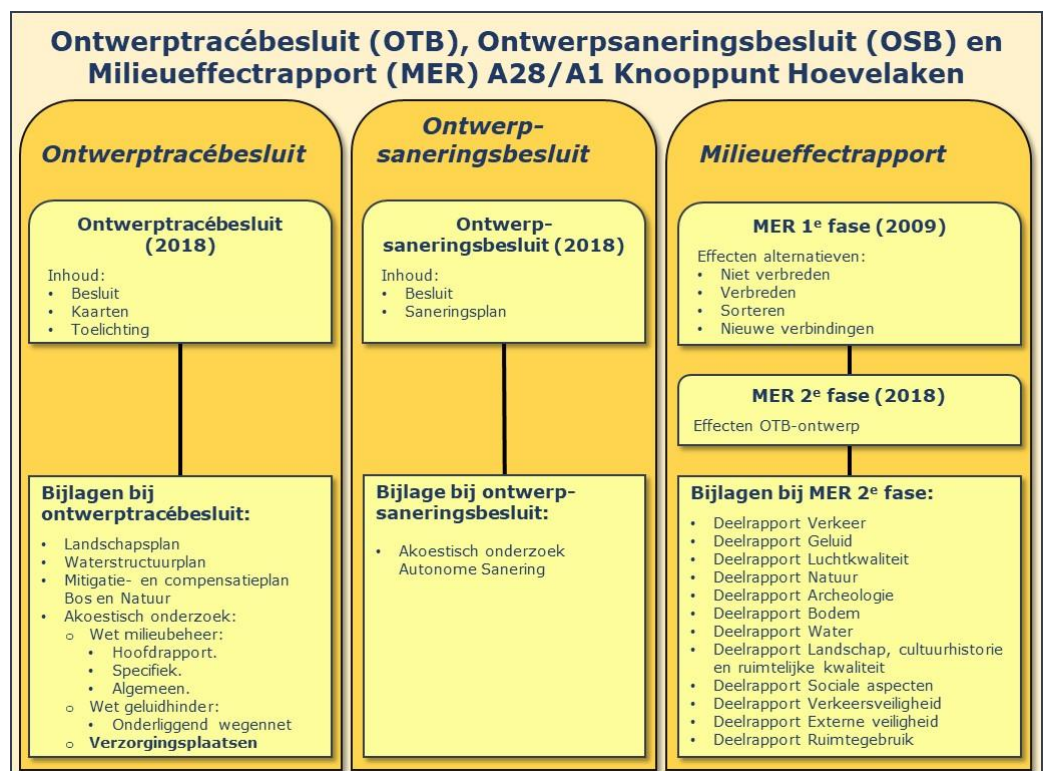 Ontwerptracébesluit (OTB), Ontwerpsaneringsbesluit (OSB) en
Milieueffectrapport (MER) A28/A1 Knooppunt Hoevelaken
Ontwerptracébesluit
Ontwerptracébesluit
(2018)
Inhoud:
• Besluit
• Kaarten
• Toelichting
Bijlagen bij
ontwerptracébesluit:
• Landschapsplan
• Waterstructuurplan
• Mitigatie- en compensatieplan
Bos en Natuur
• Akoestisch onderzoek:
o Wet milieubeheer:
• Hoofdrapport.
• Specifiek.
• Algemeen.
o Wet geluidhinder:
• Onderliggend wegennet
o Verzorgingsplaatsen
Ontwerp-
saneringsbesluit
Ontwerp-
saneringsbesluit (2018)
Inhoud:
• Besluit
• Saneringsplan
Bijlage bij ontwerp-
saneringsbesluit:
• Akoestisch onderzoek
Autonome Sanering
Milieueffectrapport
MER 1e fase (2009)
Effecten alternatieven:
• Niet verbreden
• Verbreden
• Sorteren
• Nieuwe verbindingen
MER 2e fase (2018)
Effecten OTB-ontwerp
Bijlagen bij MER 2e fase:
• Deelrapport Verkeer
• Deelrapport Geluid
• Deelrapport Luchtkwaliteit
• Deelrapport Natuur
• Deelrapport Archeologie
• Deelrapport Bodem
• Deelrapport Water
• Deelrapport Landschap, cultuurhistorie
en ruimtelijke kwaliteit
• Deelrapport Sociale aspecten
• Deelrapport Verkeersveiligheid
• Deelrapport Externe veiligheid
• Deelrapport Ruimtegebruik